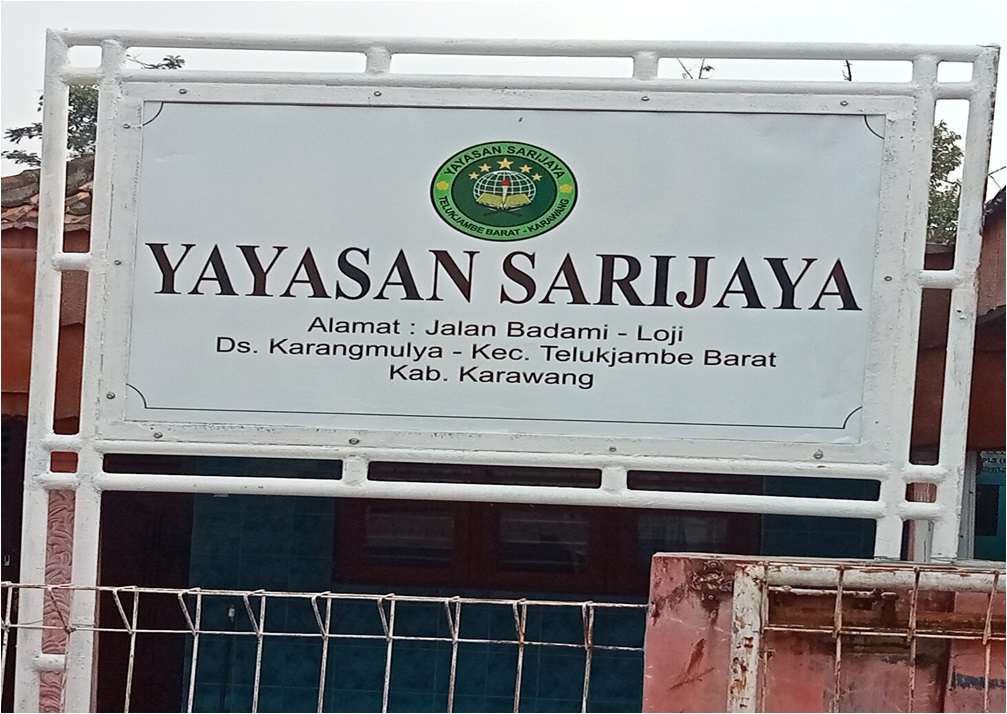 YAYASAN SARIJAYA
TELUKJAMBE BARAT - KARAWANG
YAYASAN SARIJAYA
Alamat : Jalan Badami - Loji
Ds. Karangmulya - Kec. Telukjambe Barat
Kab. Karawang